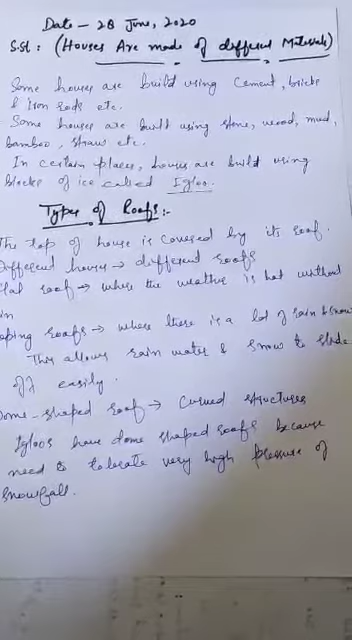 Date - 28 June, 2020
S.St : (Houses Are made of different Materials)
Some houses are build using Cement, bricks
& Iron rods etc.
Some houses are built using stone, wood, mud,
bamboo, straw etc.
In certain places, houses are build using
blocks of ice called Igloo.
Types of Roofs:-
The top of house is covered by its roof.
Different houses → different roofs
flat roof → where the weather is hot without
in
oping roofs → where there is a lot of rain & snow
This allows rain water & snow to slide
off easily.
Dome-shaped roof → Curved structures
Igloos have dome shaped roofs because
need to tolerate very high pressure of
snowfall.